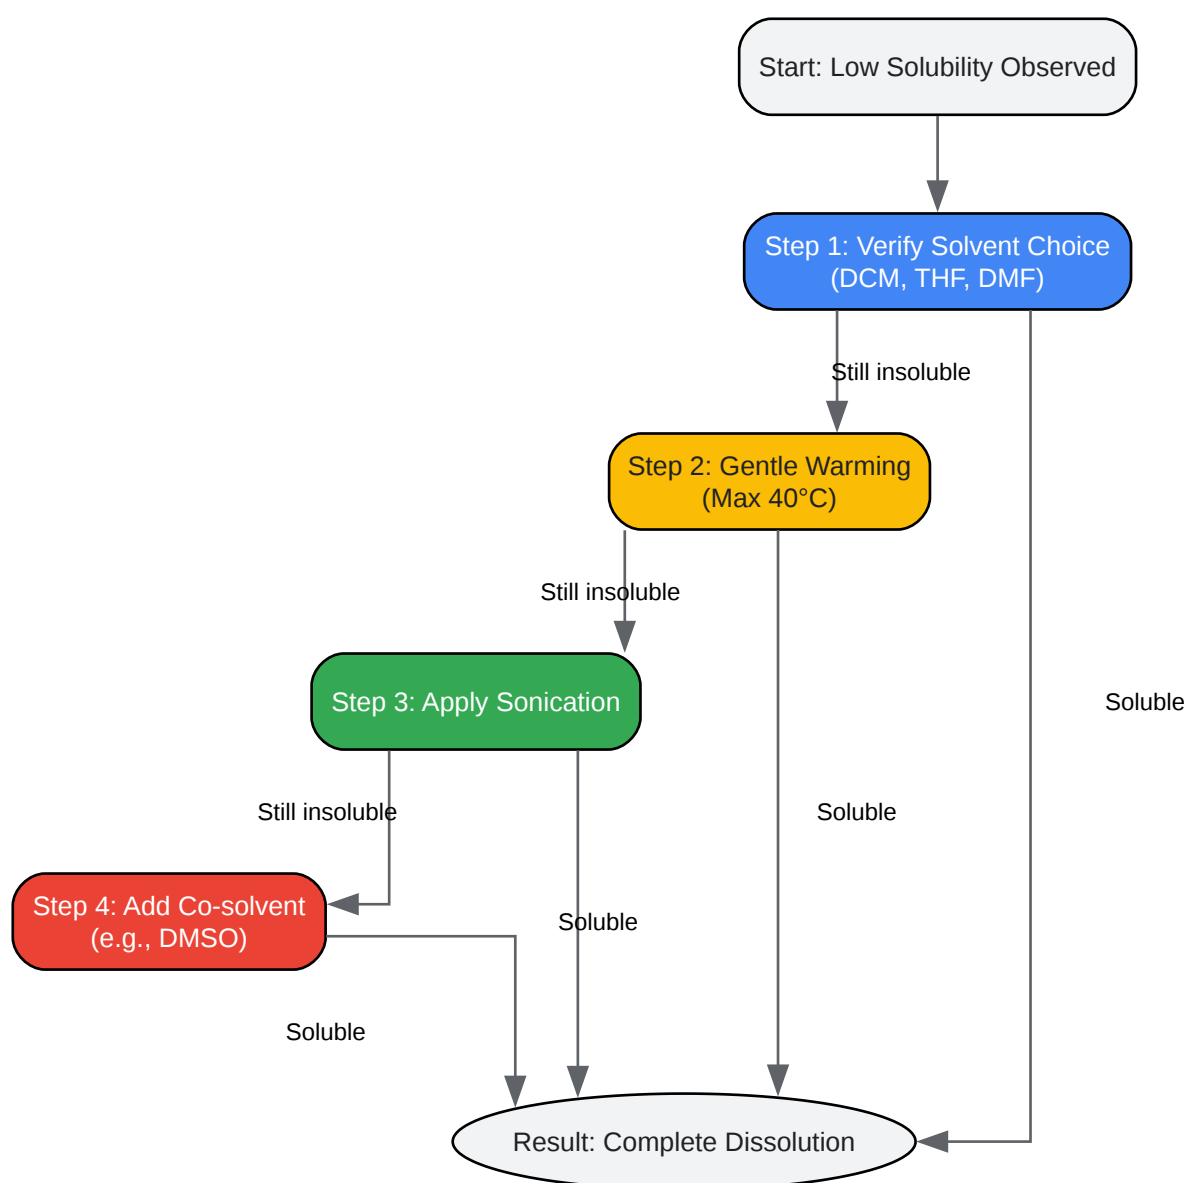 Start: Low Solubility Observed
Step 1: Verify Solvent Choice
(DCM, THF, DMF)
Still insoluble
Step 2: Gentle Warming
(Max 40°C)
Still insoluble
Step 3: Apply Sonication
Soluble
Still insoluble
Soluble
Step 4: Add Co-solvent
(e.g., DMSO)
Soluble
Soluble
Result: Complete Dissolution